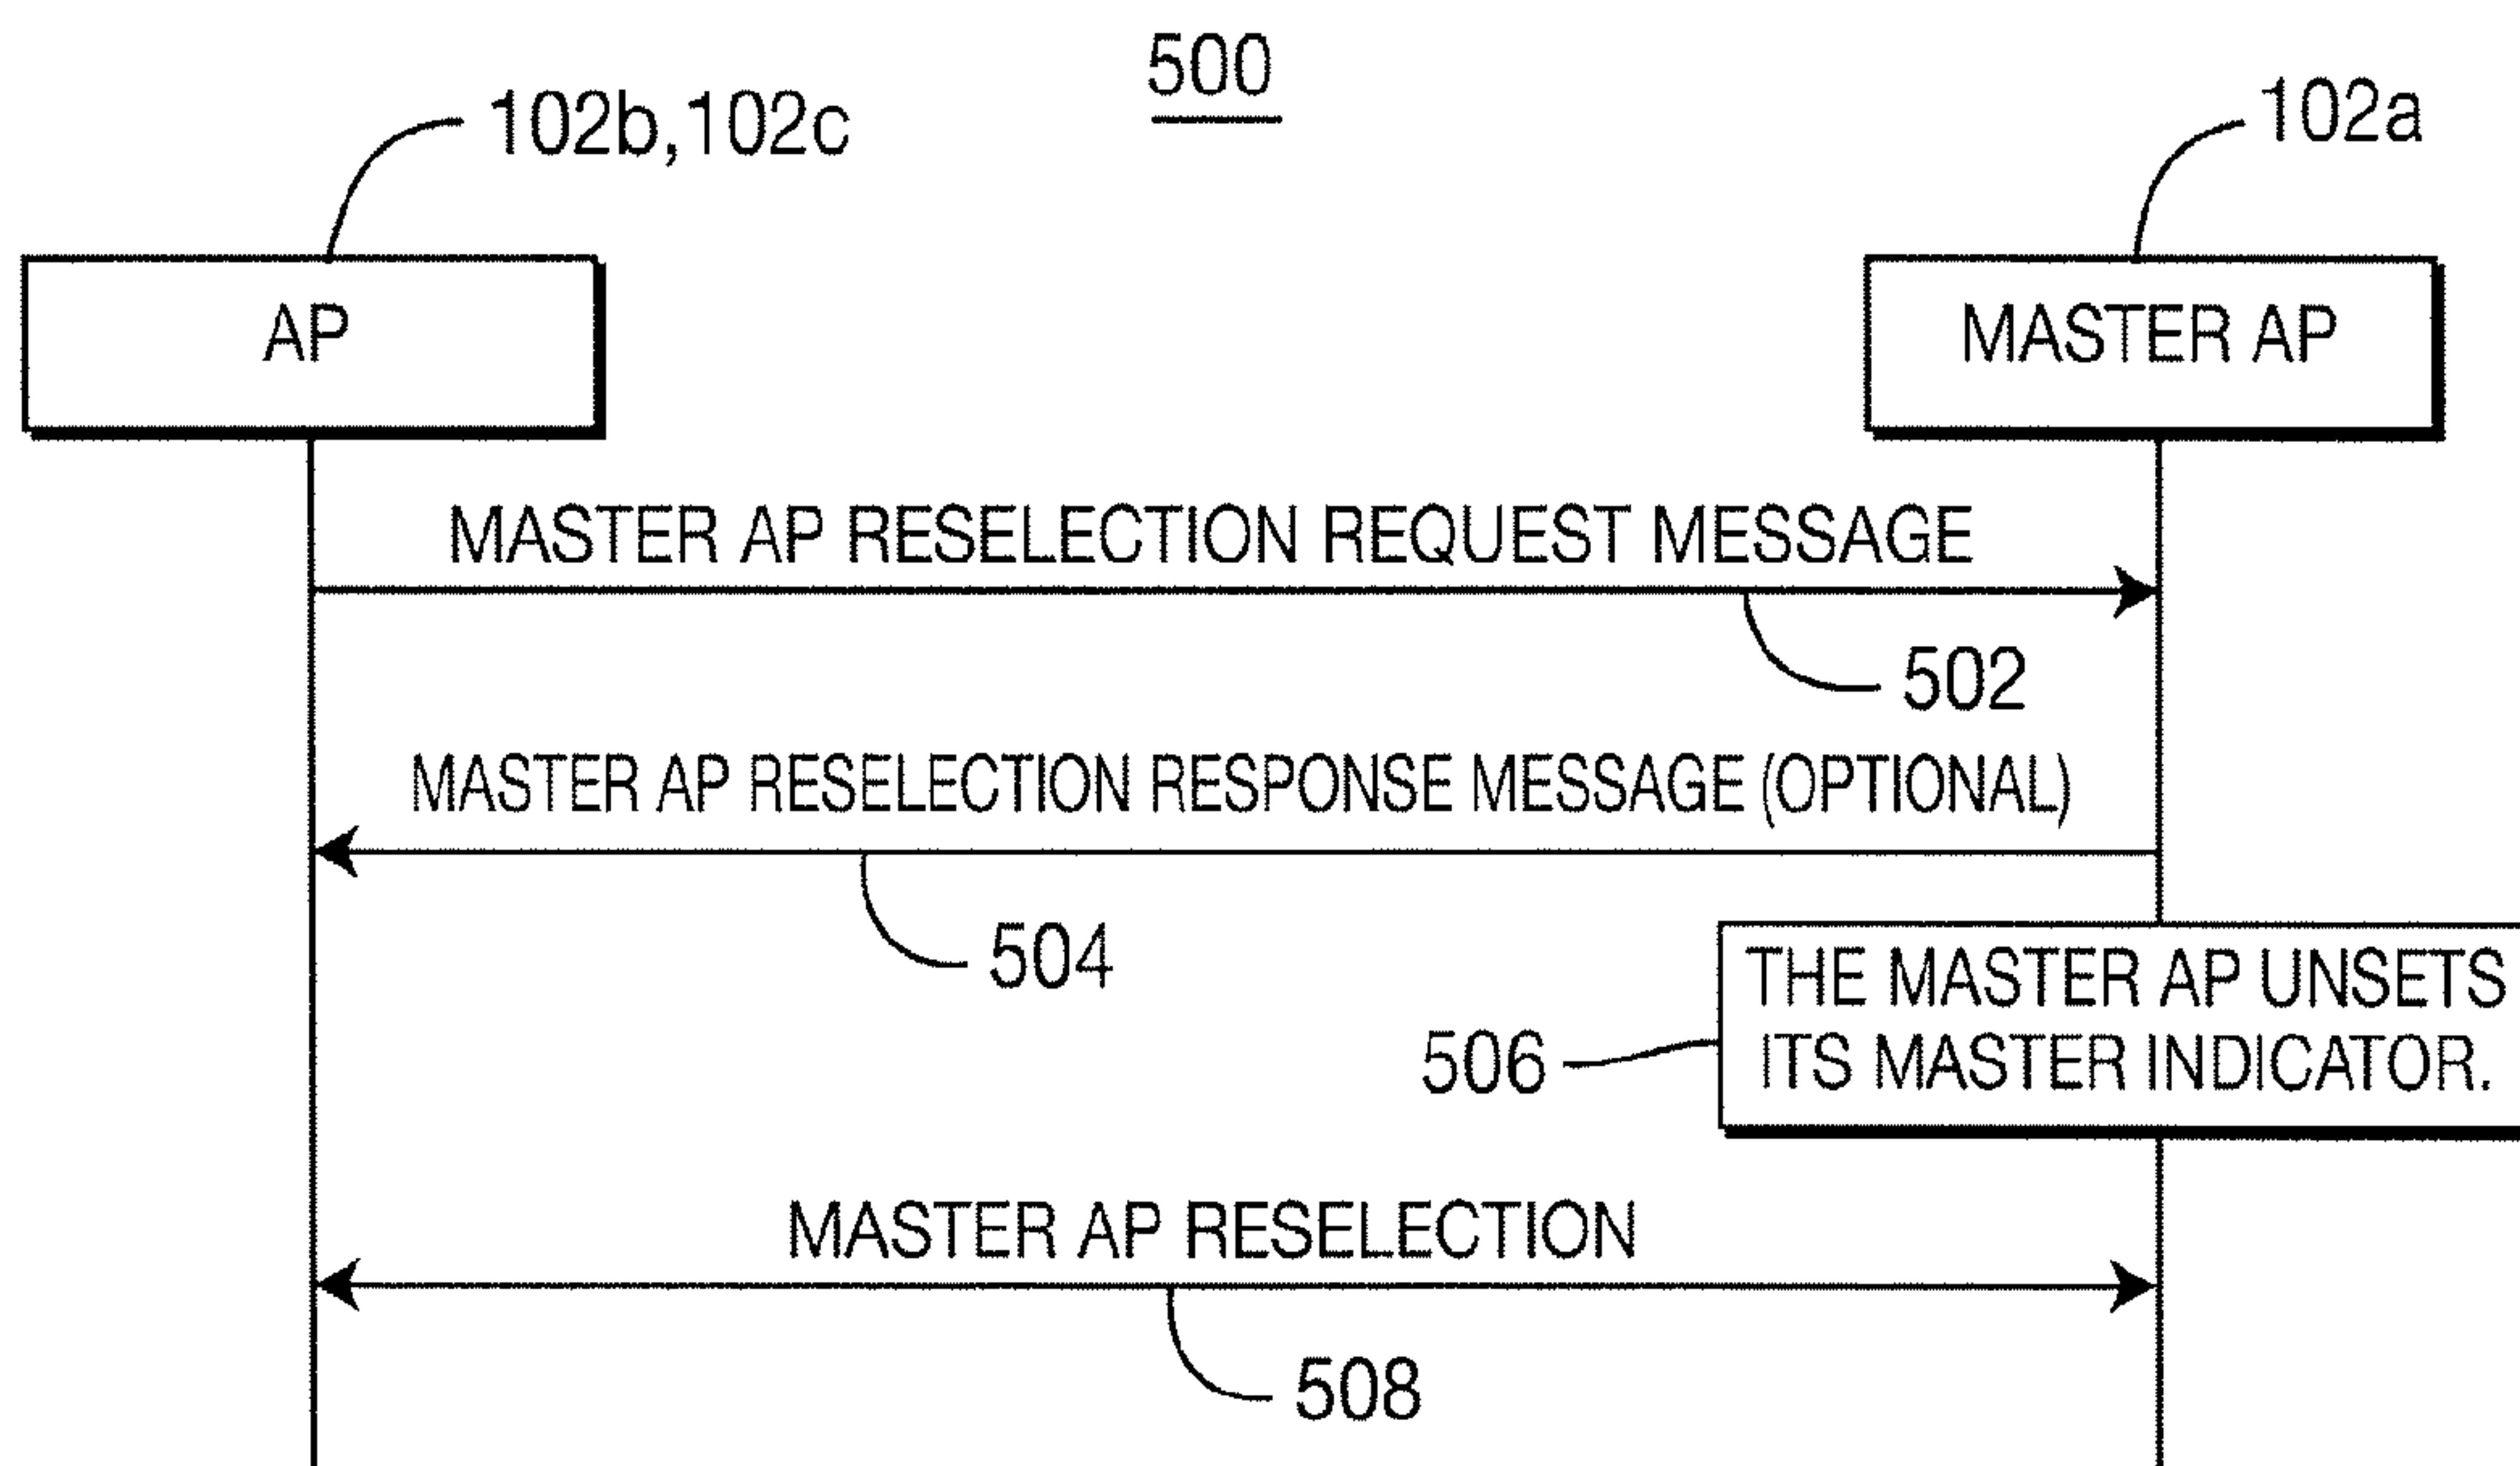 500
102b,102c
102a
AP
MASTER AP
MASTER AP RESELECTION REQUEST MESSAGE
502
MASTER AP RESELECTION RESPONSE MESSAGE (OPTIONAL)
504
THE MASTER AP UNSETS
ITS MASTER INDICATOR.
506
MASTER AP RESELECTION
508